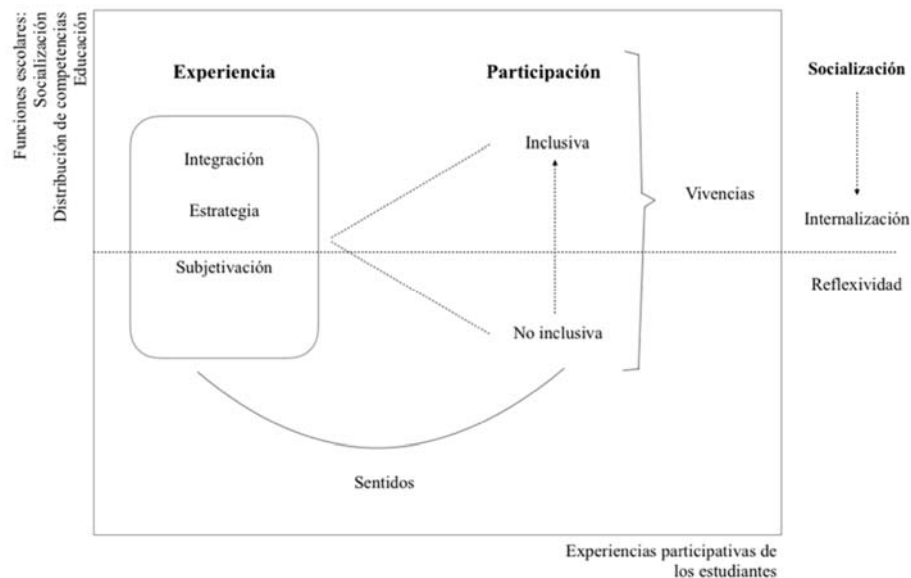 Funciones escolares:
Socialización
Distribución de competencias
Educación
Experiencia
Integración
Estrategia
Subjetivación
Participación
Inclusiva
No inclusiva
Vivencias
Socialización
Internalización
Reflexividad
Sentidos
Experiencias participativas de
los estudiantes